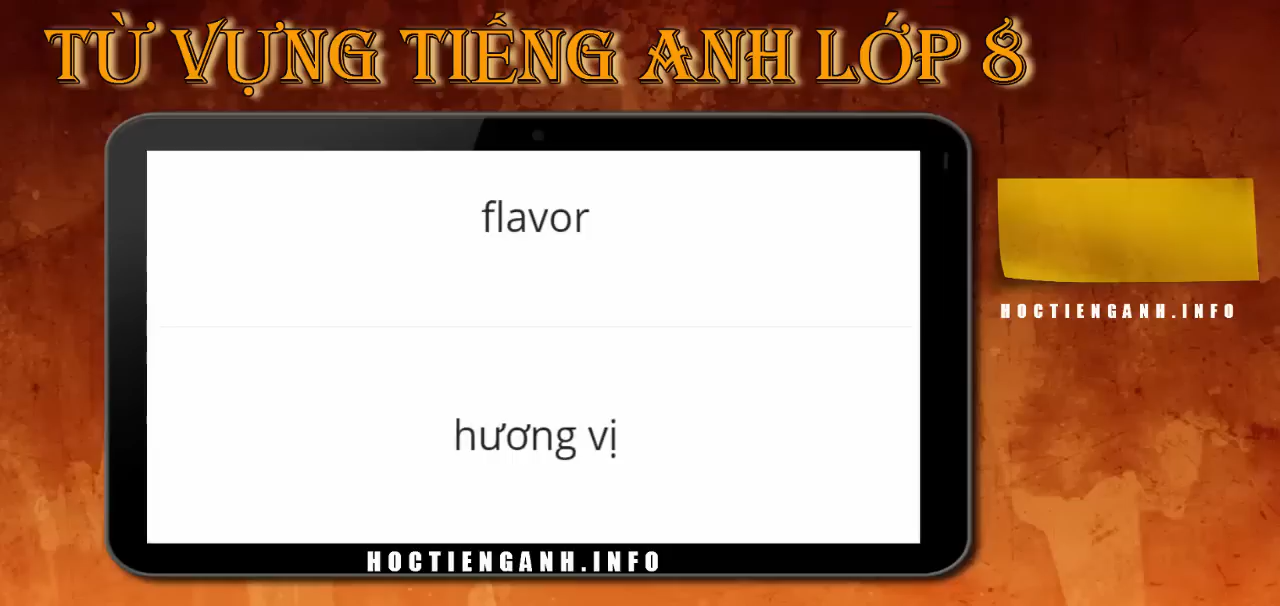 TỪ VỰNG TIẾNG ANH LỚP 8
flavor
hương vị
HOCTIENGANH.INFO
HOCTIENGANH.INFO